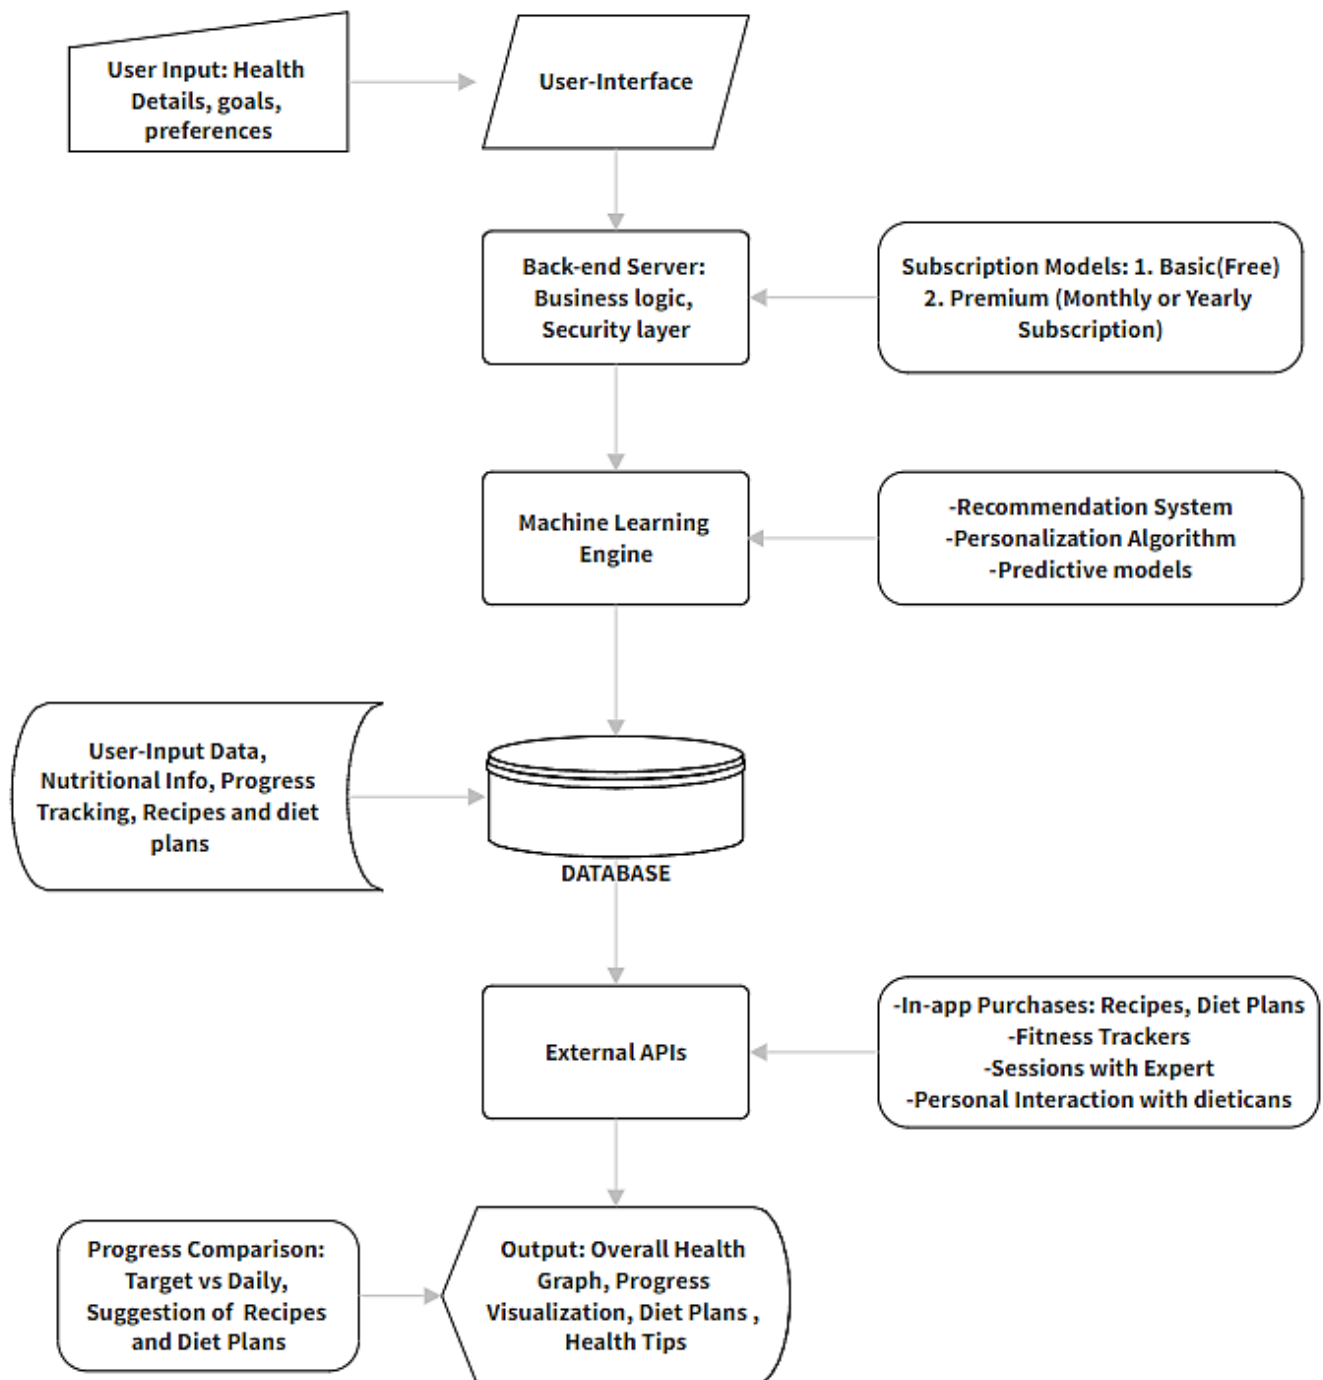 User Input: Health
Details, goals,
preferences
User-Interface
Back-end Server:
Business logic,
Security layer
Subscription Models: 1. Basic(Free)
2. Premium (Monthly or Yearly
Subscription)
Machine Learning
Engine
-Recommendation System
-Personalization Algorithm
-Predictive models
User-Input Data,
Nutritional Info, Progress
Tracking, Recipes and diet
plans
DATABASE
External APIs
-In-app Purchases: Recipes, Diet Plans
-Fitness Trackers
-Sessions with Expert
-Personal Interaction with dieticans
Progress Comparison:
Target vs Daily,
Suggestion of Recipes
and Diet Plans
Output: Overall Health
Graph, Progress
Visualization, Diet Plans ,
Health Tips